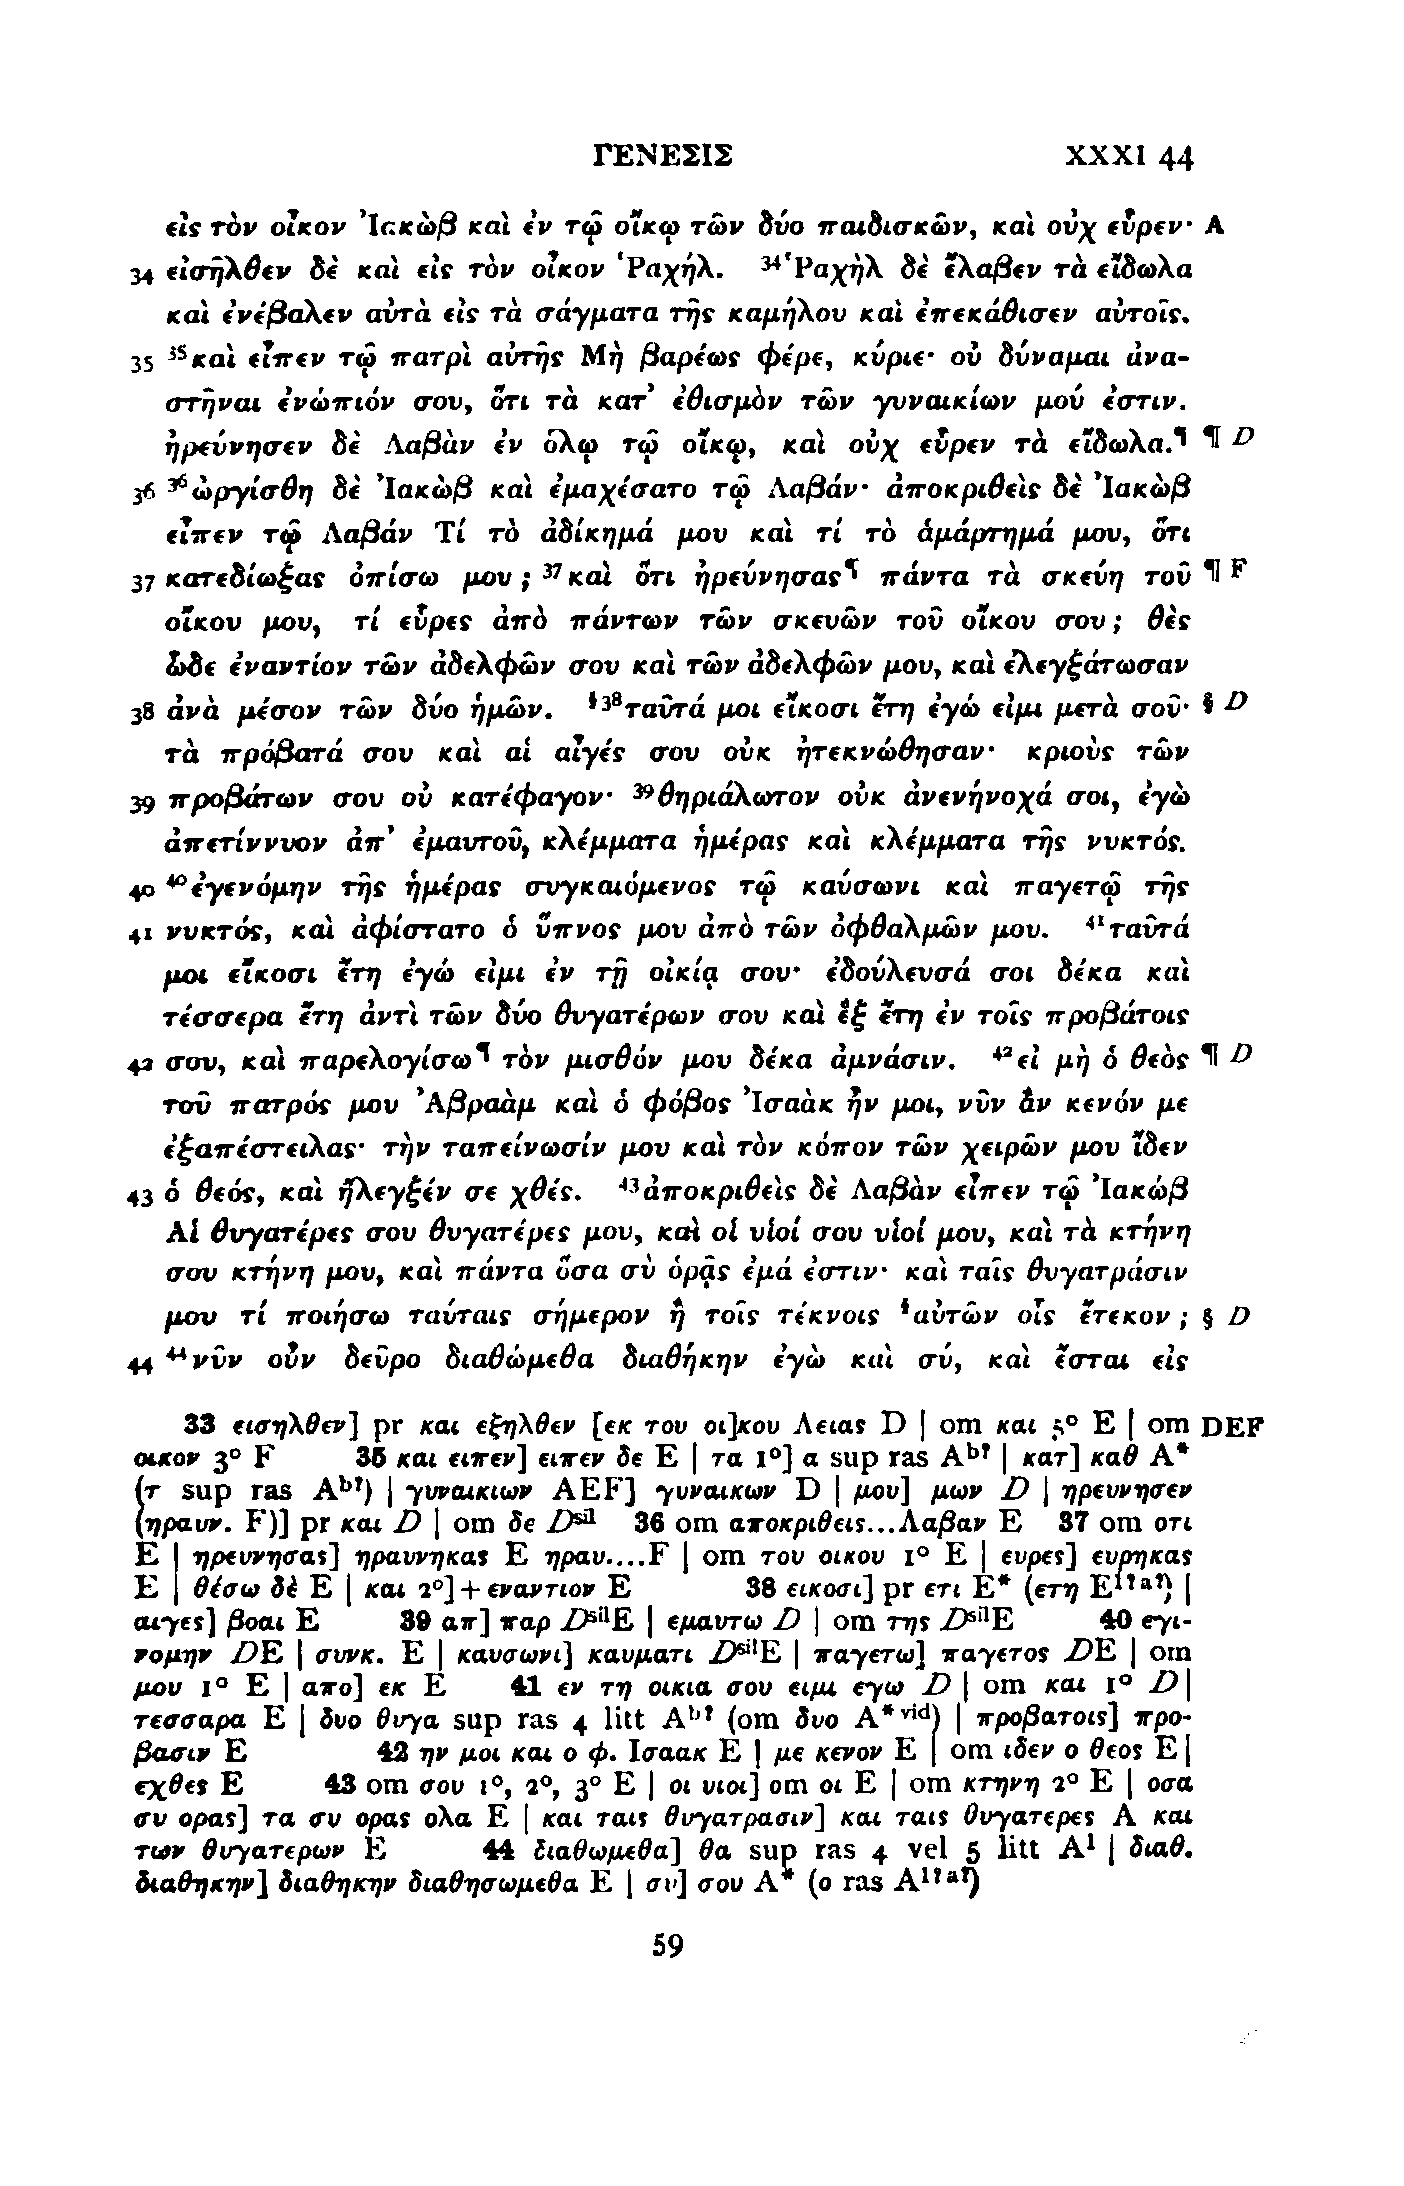 ΓΕΝΕΣΙΣ XXXI 44
εἰς τὸν οἶκον Ἰακὼβ καὶ ἐν τῷ οἴκῳ τῶν δύο παιδισκῶν, καὶ οὐχ εὗρεν· A
34 εἰσῆλθεν δὲ καὶ εἰς τὸν οἶκον Ῥαχήλ. ³⁴Ῥαχὴλ δὲ ἔλαβεν τὰ εἴδωλα
καὶ ἐνέβαλεν αὐτὰ εἰς τὰ σάγματα τῆς καμήλου καὶ ἐπεκάθισεν αὐτοῖς.
35 ³⁵καὶ εἶπεν τῷ πατρὶ αὐτῆς Μὴ βαρέως φέρε, κύριε· οὐ δύναμαι ἀνα-
στῆναι ἐνώπιόν σου, ὅτι τὰ κατ’ ἐθισμὸν τῶν γυναικίων μού ἐστιν.
ἠρεύνησεν δὲ Λαβὰν ἐν ὅλῳ τῷ οἴκῳ, καὶ οὐχ εὗρεν τὰ εἴδωλα.¶ ¶ D
36 ³⁶ὠργίσθη δὲ Ἰακὼβ καὶ ἐμαχέσατο τῷ Λαβάν· ἀποκριθεὶς δὲ Ἰακὼβ
εἶπεν τῷ Λαβάν Τί τὸ ἀδίκημά μου καὶ τί τὸ ἁμάρτημά μου, ὅτι
37 κατεδίωξας ὀπίσω μου; ³⁷καὶ ὅτι ἠρεύνησας¶ πάντα τὰ σκεύη τοῦ ¶ F
οἴκου μου, τί εὗρες ἀπὸ πάντων τῶν σκευῶν τοῦ οἴκου σου; θὲς
ὧδε ἐναντίον τῶν ἀδελφῶν σου καὶ τῶν ἀδελφῶν μου, καὶ ἐλεγξάτωσαν
38 ἀνὰ μέσον τῶν δύο ἡμῶν. §³⁸ταῦτά μοι εἴκοσι ἔτη ἐγώ εἰμι μετὰ σοῦ· § D
τὰ πρόβατά σου καὶ αἱ αἶγές σου οὐκ ἠτεκνώθησαν· κριοὺς τῶν
39 προβάτων σου οὐ κατέφαγον· ³⁹θηριάλωτον οὐκ ἀνενήνοχά σοι, ἐγὼ
ἀπετίννυον ἀπ’ ἐμαυτοῦ, κλέμματα ἡμέρας καὶ κλέμματα τῆς νυκτός.
40 ⁴⁰ἐγενόμην τῆς ἡμέρας συγκαιόμενος τῷ καύσωνι καὶ παγετῷ τῆς
41 νυκτός, καὶ ἀφίστατο ὁ ὕπνος μου ἀπὸ τῶν ὀφθαλμῶν μου. ⁴¹ταῦτά
μοι εἴκοσι ἔτη ἐγώ εἰμι ἐν τῇ οἰκίᾳ σου· ἐδούλευσά σοι δέκα καὶ
τέσσερα ἔτη ἀντὶ τῶν δύο θυγατέρων σου καὶ ἓξ ἔτη ἐν τοῖς προβάτοις
42 σου, καὶ παρελογίσω¶ τὸν μισθόν μου δέκα ἀμνάσιν. ⁴²εἰ μὴ ὁ θεὸς ¶ D
τοῦ πατρός μου Ἀβραὰμ καὶ ὁ φόβος Ἰσαὰκ ἦν μοι, νῦν ἂν κενόν με
ἐξαπέστειλας· τὴν ταπείνωσίν μου καὶ τὸν κόπον τῶν χειρῶν μου ἴδεν
43 ὁ θεός, καὶ ἤλεγξέν σε χθές. ⁴³ἀποκριθεὶς δὲ Λαβὰν εἶπεν τῷ Ἰακώβ
Αἱ θυγατέρες σου θυγατέρες μου, καὶ οἱ υἱοί σου υἱοί μου, καὶ τὰ κτήνη
σου κτήνη μου, καὶ πάντα ὅσα σὺ ὁρᾷς ἐμά ἐστιν· καὶ ταῖς θυγατράσιν
μου τί ποιήσω ταύταις σήμερον ἢ τοῖς τέκνοις §αὐτῶν οἷς ἔτεκον; § D
44 ⁴⁴νῦν οὖν δεῦρο διαθώμεθα διαθήκην ἐγὼ καὶ σύ, καὶ ἔσται εἰς
33 εισηλθεν] pr και εξηλθεν [εκ του οι]κου Λειας D | om και 5° E | om DEF
οικον 3° F 35 και ειπεν] ειπεν δε E | τα 1°] α sup ras Aᵇ? | κατ] καθ A*
(τ sup ras Aᵇ?) | γυναικιων AEF] γυναικων D | μου] μων D | ηρευνησεν
(ηραυν. F)] pr και D | om δε Dˢⁱˡ 36 om αποκριθεις...Λαβαν E 37 om οτι
E | ηρευνησας] ηραυνηκας E ηραυ....F | om του οικου 1° E | ευρες] ευρηκας
E | θέσω δὲ E | και 2°]+εναντιον E 38 εικοσι] pr ετι E* (ετη E¹?ᵃ?) |
αιγες] βοαι E 39 απ] παρ DˢⁱˡE | εμαυτω D | om της DˢⁱˡE 40 εγι-
νομην DE | συνκ. E | καυσωνι] καυματι DˢⁱˡE | παγετω] παγετος DE | om
μου 1° E | απο] εκ E 41 εν τη οικια σου ειμι εγω D | om και 1° D |
τεσσαρα E | δυο θυγα sup ras 4 litt Aᵇ? (om δυο A*ᵛⁱᵈ) | προβατοις] προ-
βασιν E 42 ην μοι και ο φ. Ισαακ E | με κενον E | om ιδεν ο θεος E |
εχθες E 43 om σου 1°, 2°, 3° E | οι υιοι] om οι E | om κτηνη 2° E | οσα
συ ορας] τα συ ορας ολα E | και ταις θυγατρασιν] και ταις θυγατερες A και
των θυγατερων E 44 διαθωμεθα] θα sup ras 4 vel 5 litt A¹ | διαθ.
διαθηκην] διαθηκην διαθησωμεθα E | συ] σου A* (ο ras A¹?ᵃ?)
59